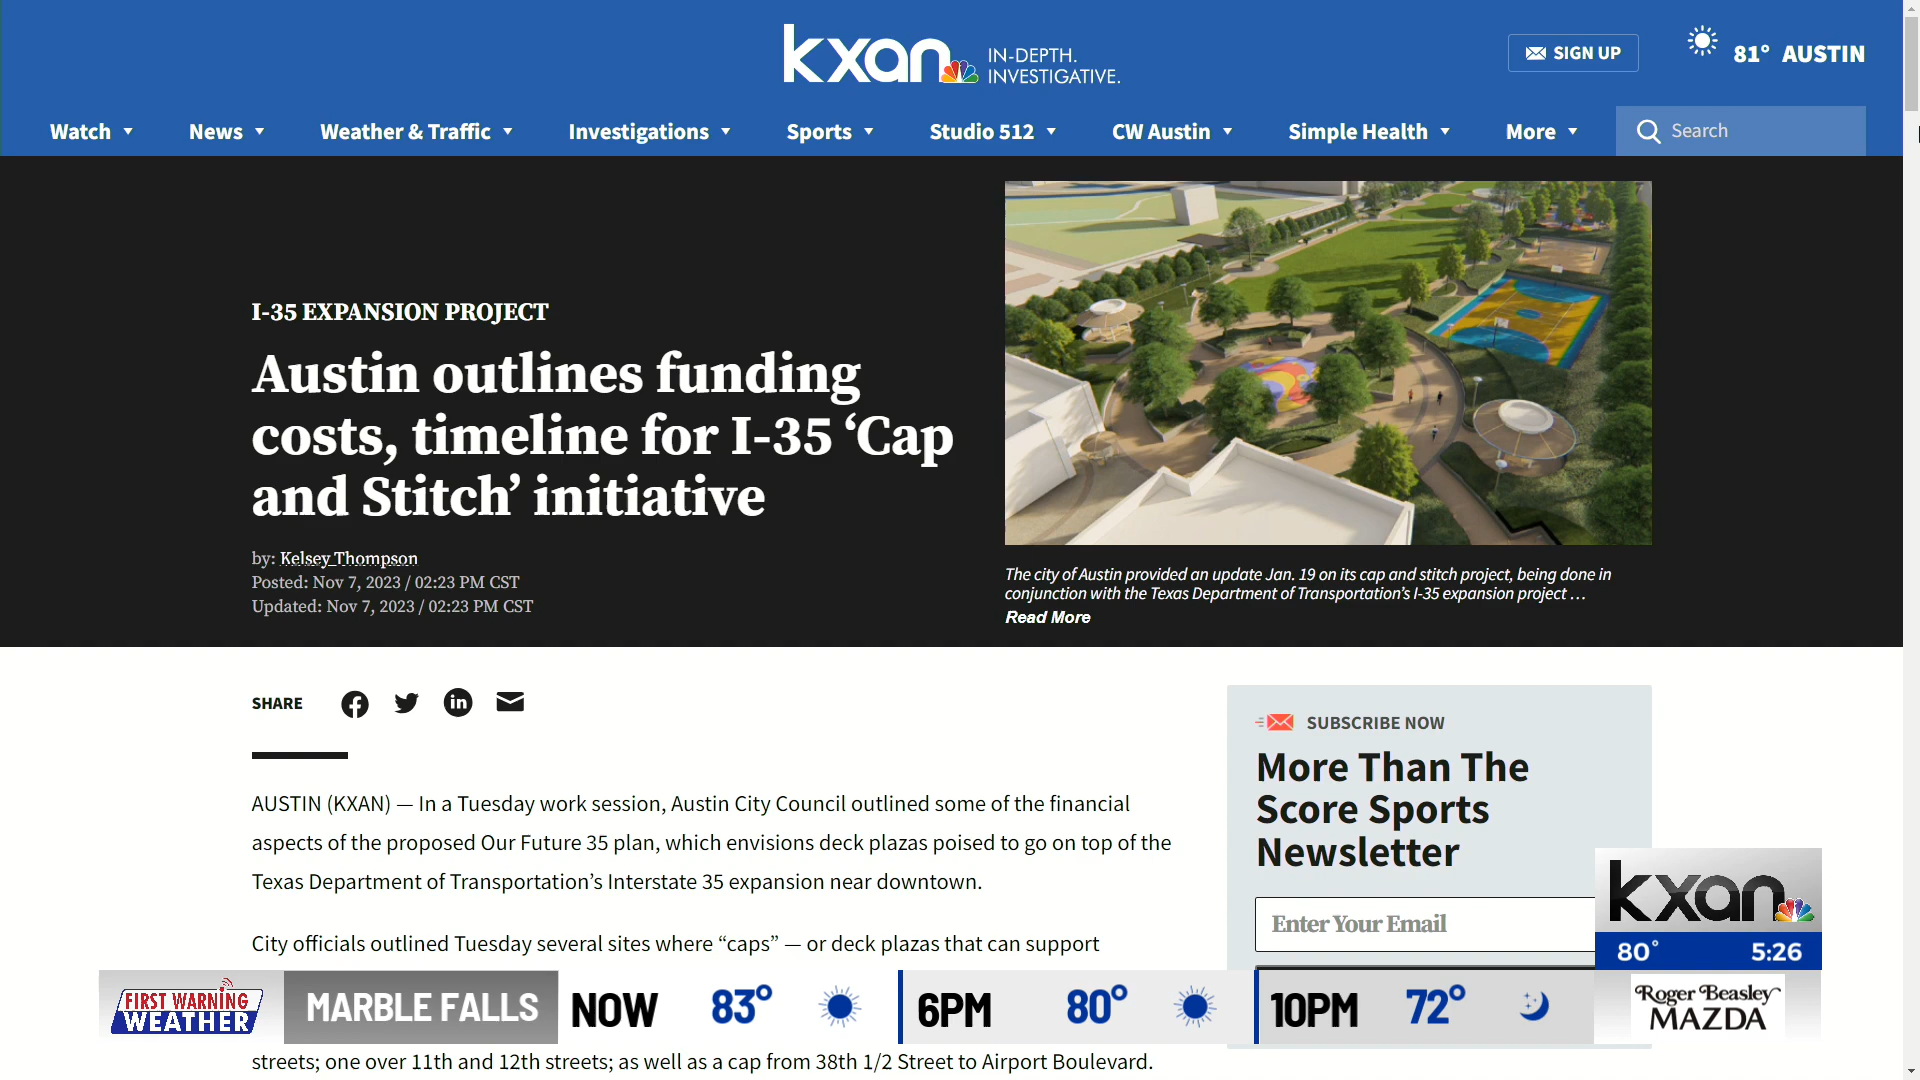 kxan IN-DEPTH.
INVESTIGATIVE.
SIGN UP
81° AUSTIN
Watch News Weather & Traffic Investigations Sports Studio 512 CW Austin Simple Health More Search
I-35 EXPANSION PROJECT
Austin outlines funding
costs, timeline for I-35 ‘Cap
and Stitch’ initiative
by: Kelsey Thompson
Posted: Nov 7, 2023 / 02:23 PM CST
Updated: Nov 7, 2023 / 02:23 PM CST
The city of Austin provided an update Jan. 19 on its cap and stitch project, being done in
conjunction with the Texas Department of Transportation’s I-35 expansion project …
Read More
SHARE
AUSTIN (KXAN) — In a Tuesday work session, Austin City Council outlined some of the financial
aspects of the proposed Our Future 35 plan, which envisions deck plazas poised to go on top of the
Texas Department of Transportation’s Interstate 35 expansion near downtown.
City officials outlined Tuesday several sites where “caps” — or deck plazas that can support
streets; one over 11th and 12th streets; as well as a cap from 38th 1/2 Street to Airport Boulevard.
SUBSCRIBE NOW
More Than The
Score Sports
Newsletter
Enter Your Email
kxan
80° 5:26
FIRST WARNING
WEATHER
MARBLE FALLS NOW 83° 6PM 80° 10PM 72°
Roger Beasley
MAZDA